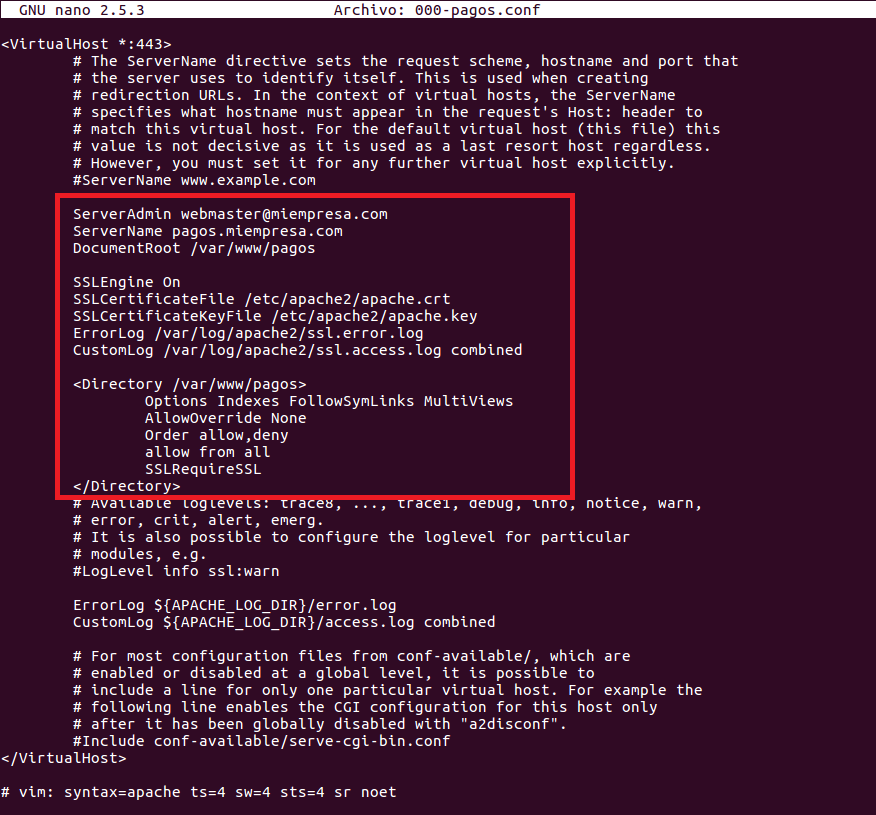 GNU nano 2.5.3 Archivo: 000-pagos.conf
<VirtualHost *:443>
# The ServerName directive sets the request scheme, hostname and port that
# the server uses to identify itself. This is used when creating
# redirection URLs. In the context of virtual hosts, the ServerName
# specifies what hostname must appear in the request's Host: header to
# match this virtual host. For the default virtual host (this file) this
# value is not decisive as it is used as a last resort host regardless.
# However, you must set it for any further virtual host explicitly.
#ServerName www.example.com
ServerAdmin webmaster@miempresa.com
ServerName pagos.miempresa.com
DocumentRoot /var/www/pagos
SSLEngine On
SSLCertificateFile /etc/apache2/apache.crt
SSLCertificateKeyFile /etc/apache2/apache.key
ErrorLog /var/log/apache2/ssl.error.log
CustomLog /var/log/apache2/ssl.access.log combined
<Directory /var/www/pagos>
Options Indexes FollowSymLinks MultiViews
AllowOverride None
Order allow,deny
allow from all
SSLRequireSSL
</Directory>
# Available loglevels: trace8, ..., trace1, debug, info, notice, warn,
# error, crit, alert, emerg.
# It is also possible to configure the loglevel for particular
# modules, e.g.
#LogLevel info ssl:warn
ErrorLog ${APACHE_LOG_DIR}/error.log
CustomLog ${APACHE_LOG_DIR}/access.log combined
# For most configuration files from conf-available/, which are
# enabled or disabled at a global level, it is possible to
# include a line for only one particular virtual host. For example the
# following line enables the CGI configuration for this host only
# after it has been globally disabled with "a2disconf".
#Include conf-available/serve-cgi-bin.conf
</VirtualHost>
# vim: syntax=apache ts=4 sw=4 sts=4 sr noet